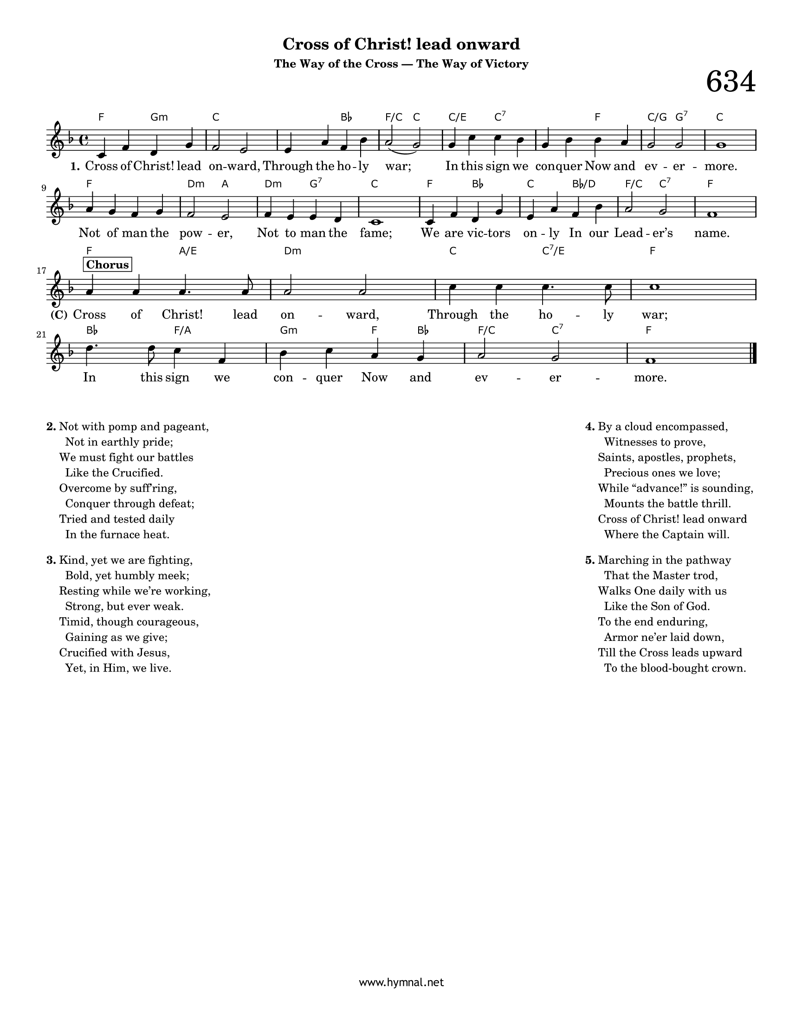 Cross of Christ! lead onward
The Way of the Cross — The Way of Victory
634
F Gm C B♭ F/C C C/E C7 F C/G G7 C
1. Cross of Christ! lead on-ward, Through the ho - ly war; In this sign we conquer Now and ev - er - more.
9 F Dm A Dm G7 C F B♭ C B♭/D F/C C7 F
Not of man the pow - er, Not to man the fame; We are vic-tors on - ly In our Lead - er's name.
F A/E Dm C C7/E F
Chorus
17
(C) Cross of Christ! lead on - ward, Through the ho - ly war;
21 B♭ F/A Gm F B♭ F/C C7 F
In this sign we con - quer Now and ev - er - more.
2. Not with pomp and pageant,
Not in earthly pride;
We must fight our battles
Like the Crucified.
Overcome by suff'ring,
Conquer through defeat;
Tried and tested daily
In the furnace heat.
3. Kind, yet we are fighting,
Bold, yet humbly meek;
Resting while we're working,
Strong, but ever weak.
Timid, though courageous,
Gaining as we give;
Crucified with Jesus,
Yet, in Him, we live.
4. By a cloud encompassed,
Witnesses to prove,
Saints, apostles, prophets,
Precious ones we love;
While “advance!” is sounding,
Mounts the battle thrill.
Cross of Christ! lead onward
Where the Captain will.
5. Marching in the pathway
That the Master trod,
Walks One daily with us
Like the Son of God.
To the end enduring,
Armor ne'er laid down,
Till the Cross leads upward
To the blood-bought crown.
www.hymnal.net